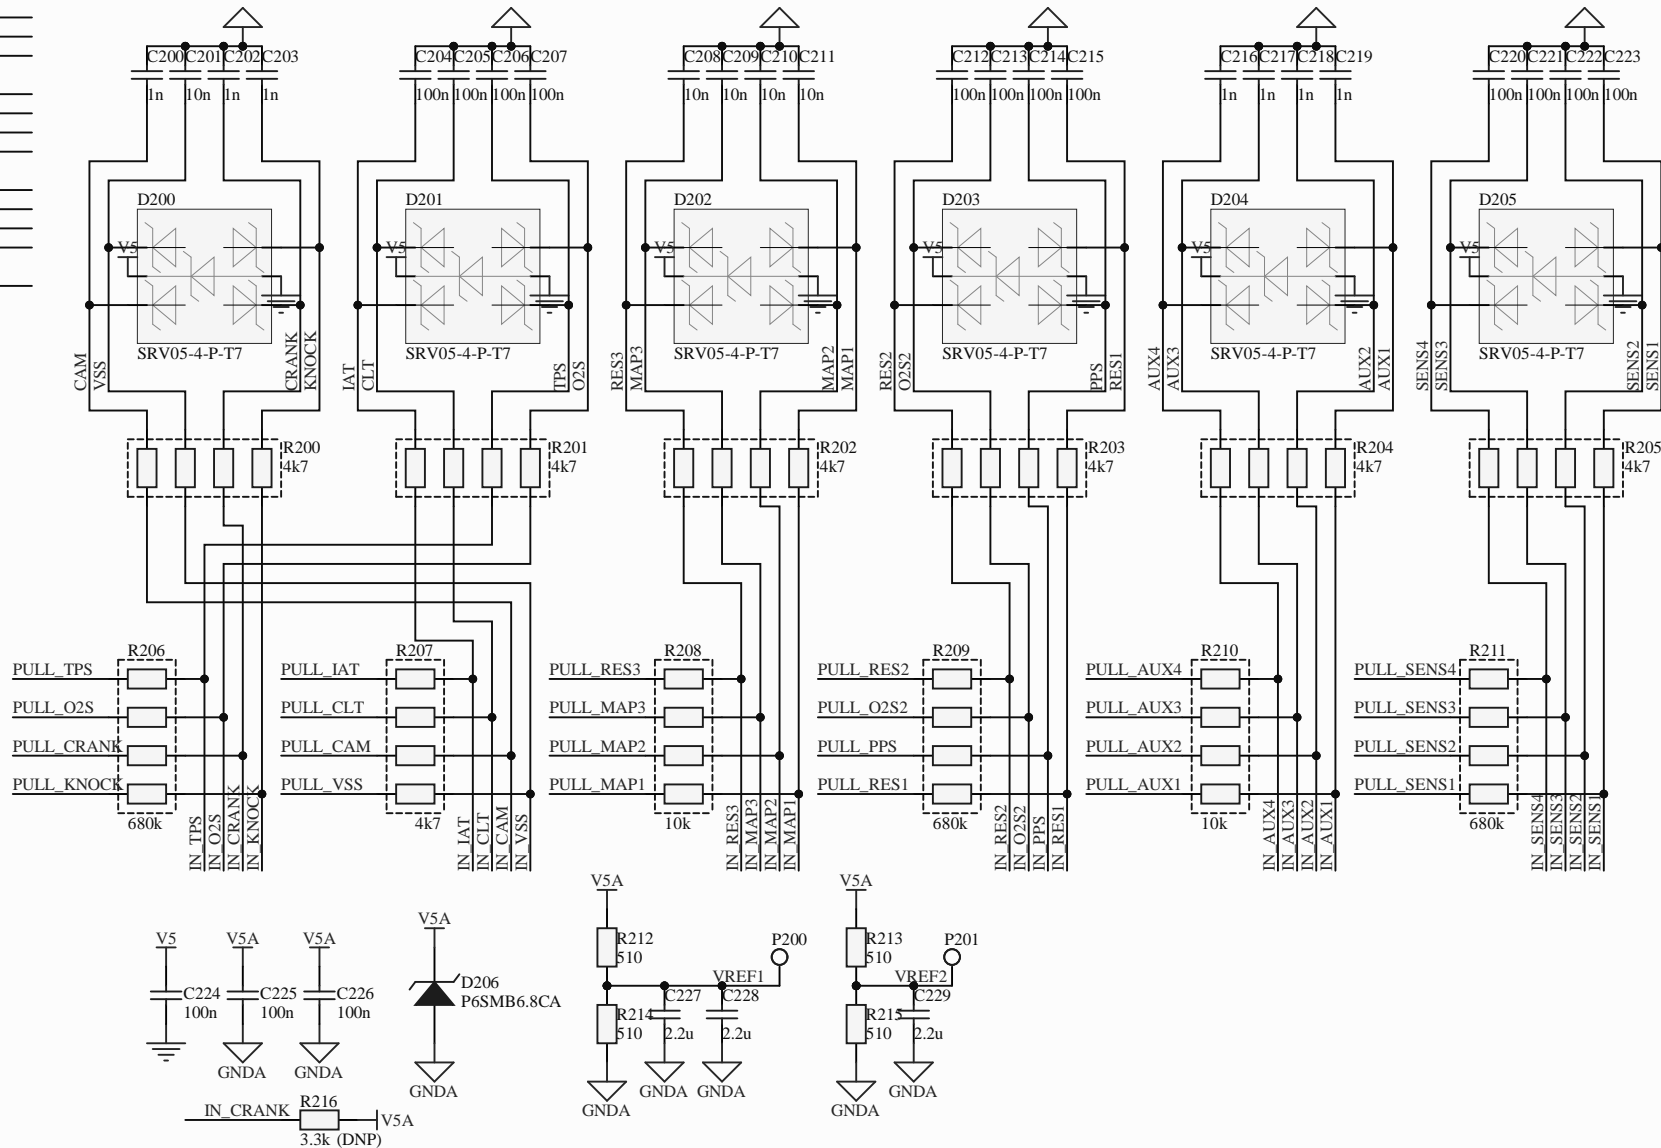 C200 C201 C202 C203 C204 C205 C206 C207 C208 C209 C210 C211 C212 C213 C214 C215 C216 C217 C218 C219 C220 C221 C222 C223
1n 10n 1n 1n 100n 100n 100n 100n 10n 10n 10n 10n 100n 100n 100n 100n 1n 1n 1n 1n 100n 100n 100n 100n
D200 D201 D202 D203 D204 D205
V5 V5 V5 V5 V5 V5
SRV05-4-P-T7 SRV05-4-P-T7 SRV05-4-P-T7 SRV05-4-P-T7 SRV05-4-P-T7 SRV05-4-P-T7
CAM VSS CRANK KNOCK IAT CLT TPS O2S RES3 MAP3 MAP2 MAP1 RES2 O2S2 PPS RES1 AUX4 AUX3 AUX2 AUX1 SENS4 SENS3 SENS2 SENS1
R200 R201 R202 R203 R204 R205
4k7 4k7 4k7 4k7 4k7 4k7
R206 R207 R208 R209 R210 R211
PULL_TPS PULL_IAT PULL_RES3 PULL_RES2 PULL_AUX4 PULL_SENS4
PULL_O2S PULL_CLT PULL_MAP3 PULL_O2S2 PULL_AUX3 PULL_SENS3
PULL_CRANK PULL_CAM PULL_MAP2 PULL_PPS PULL_AUX2 PULL_SENS2
PULL_KNOCK PULL_VSS PULL_MAP1 PULL_RES1 PULL_AUX1 PULL_SENS1
680k 4k7 10k 680k 10k 680k
IN_TPS IN_O2S IN_CRANK IN_KNOCK IN_IAT IN_CLT IN_CAM IN_VSS IN_RES3 IN_MAP3 IN_MAP2 IN_MAP1 IN_RES2 IN_O2S2 IN_PPS IN_RES1 IN_AUX4 IN_AUX3 IN_AUX2 IN_AUX1 IN_SENS4 IN_SENS3 IN_SENS2 IN_SENS1
V5 V5A V5A
C224 C225 C226
100n 100n 100n
GNDA GNDA
V5A
D206
P6SMB6.8CA
GNDA
V5A
R212
510
P200
VREF1
C227 C228
R214
510
2.2u 2.2u
GNDA GNDA
GNDA
V5A
R213
510
P201
VREF2
C229
R215
510
2.2u
GNDA
GNDA
R216
IN_CRANK
V5A
3.3k (DNP)